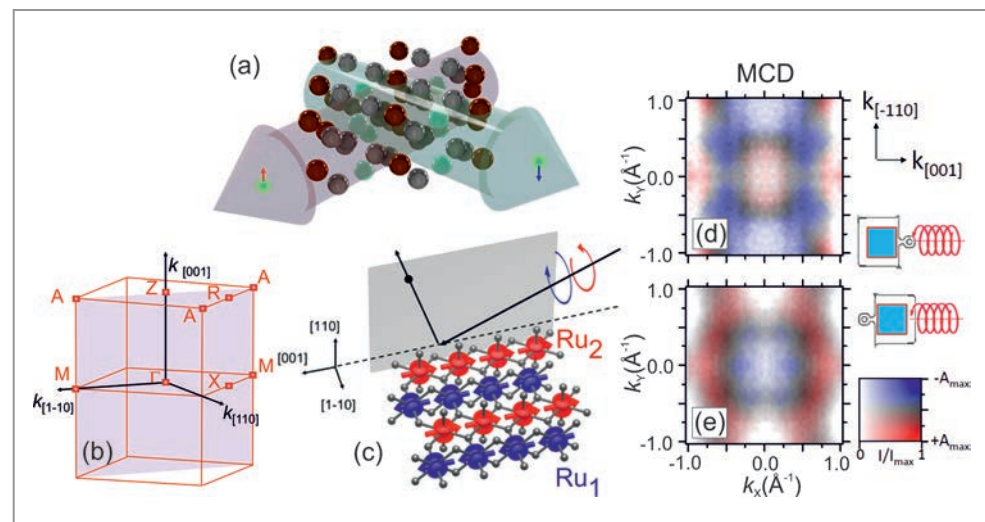 (a)
(b)
k[001]
A
Z
R
A
A
M
Γ
X
M
k[1-10]
k[110]
(c)
[110]
[001]
[1-10]
Ru2
Ru1
MCD
k[-110]
k[001]
1.0
0.0
-1.0
kY(Å-1)
(d)
1.0
0.0
-1.0
kY(Å-1)
(e)
-1.0
0.0
1.0
kX(Å-1)
-Amax
+Amax
0
I/Imax
1